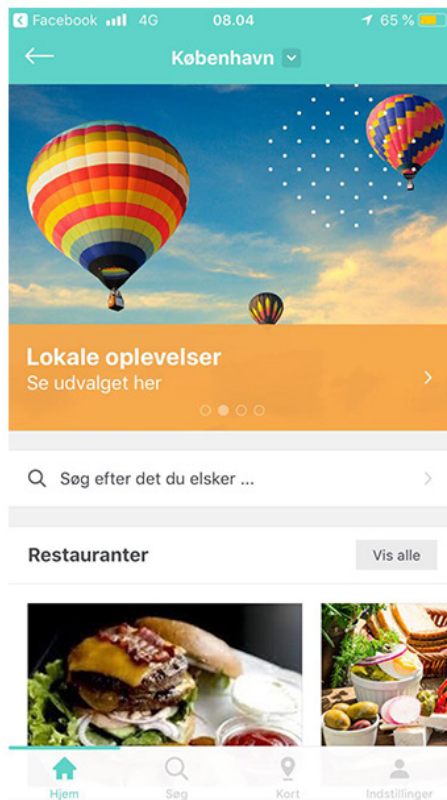 Facebook 4G 08.04 65 %
København
Lokale oplevelser
Se udvalget her
Søg efter det du elsker ...
Restauranter Vis alle
Hjem Søg Kort Indstillinger